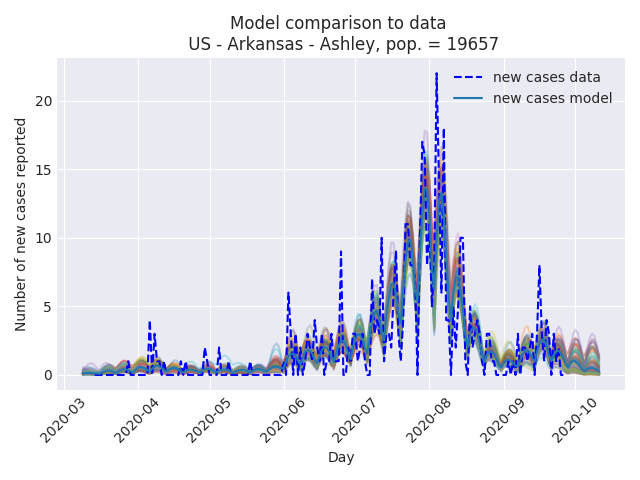 Model comparison to data
US - Arkansas - Ashley, pop. = 19657
new cases data
new cases model
Number of new cases reported
20
15
10
5
0
2020-03
2020-04
2020-05
2020-06
2020-07
2020-08
2020-09
2020-10
Day